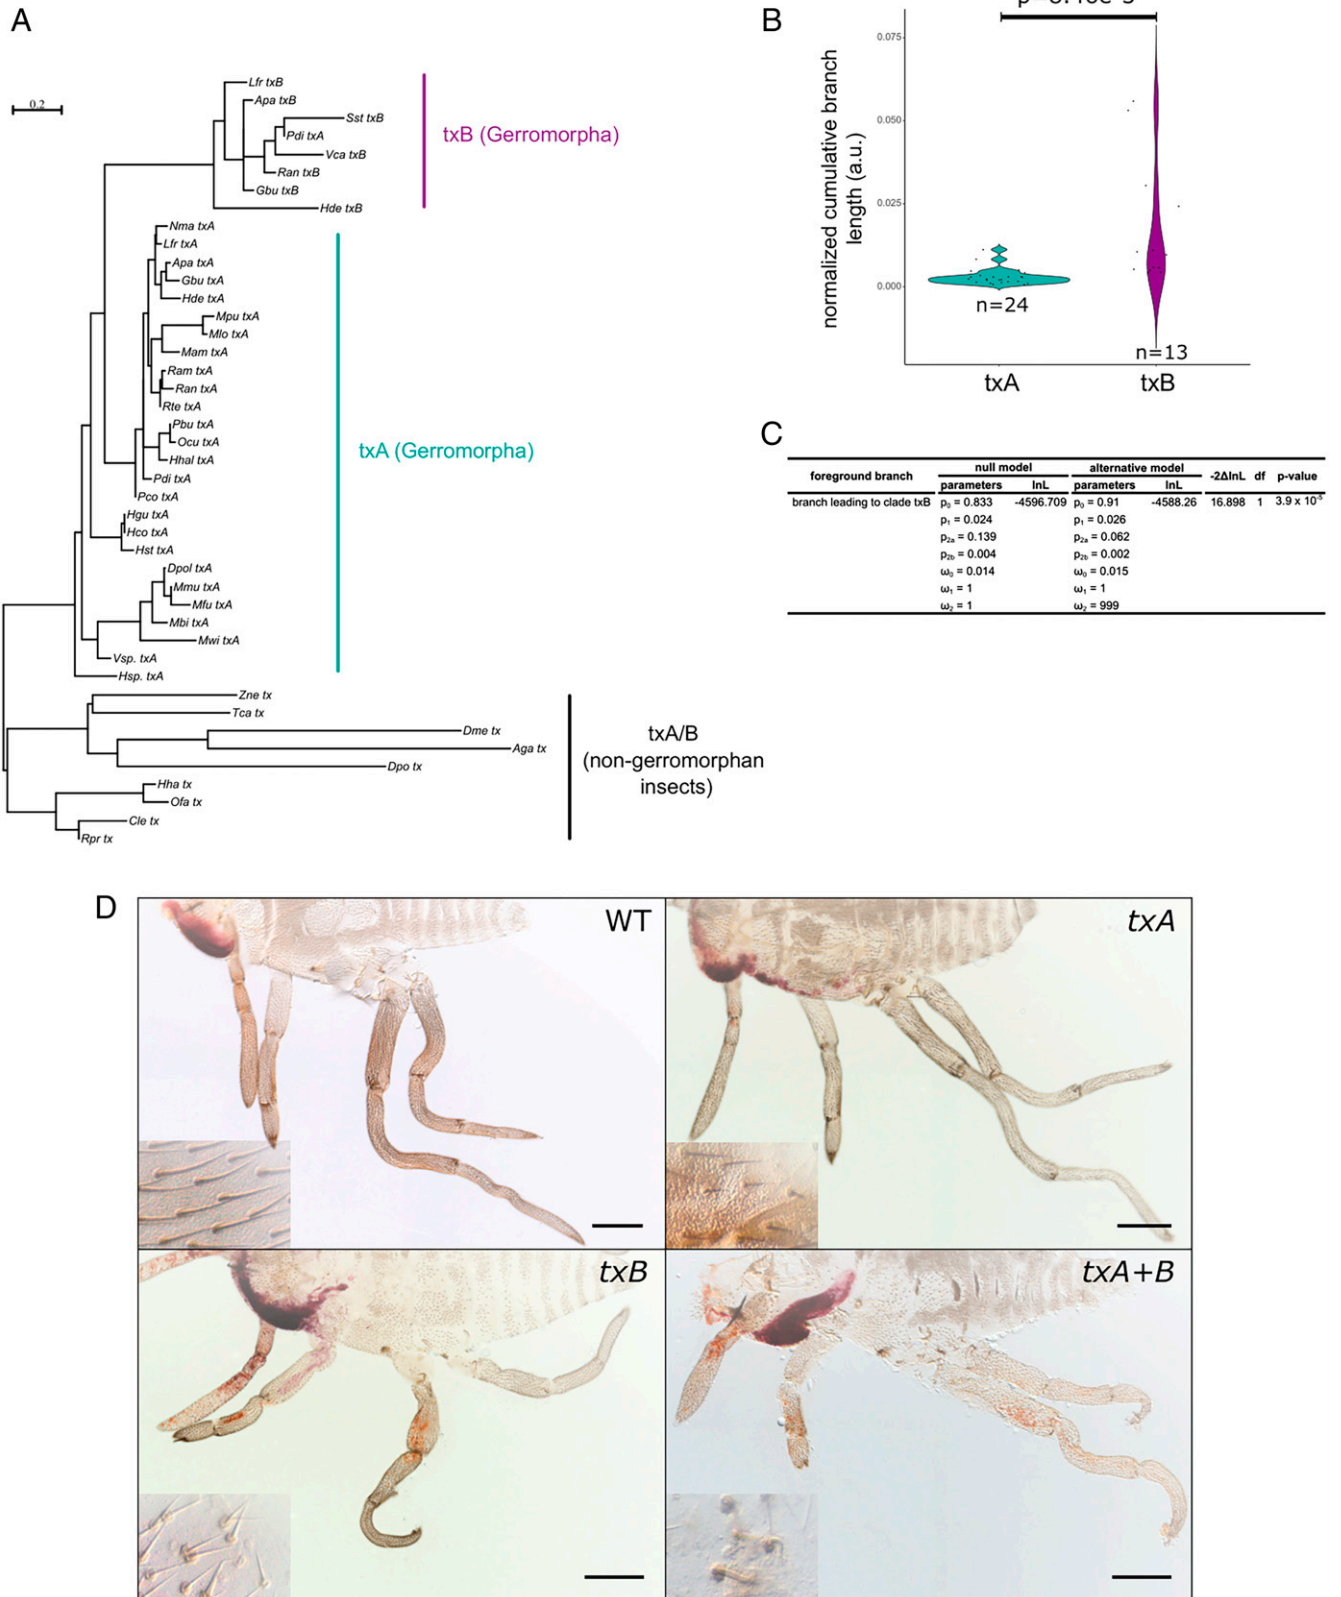 A
0.2
Lfr txB
Apa txB
Sst txB
Pdi txA
Vca txB
Ran txB
Gbu txB
Hde txB
txB (Gerromorpha)
Nma txA
Lfr txA
Apa txA
Gbu txA
Hde txA
Mpu txA
Mlo txA
Mam txA
Ram txA
Ran txA
Rte txA
Pbu txA
Ocu txA
Hhal txA
Pdi txA
Pco txA
Hgu txA
Hco txA
Hst txA
Dpol txA
Mmu txA
Mfu txA
Mbi txA
Mwi txA
Vsp. txA
Hsp. txA
txA (Gerromorpha)
Zne tx
Tca tx
Dme tx
Aga tx
Dpo tx
Hha tx
Ofa tx
Cle tx
Rpr tx
txA/B
(non-gerromorphan
insects)
B
normalized cumulative branch
length (a.u.)
0.075
0.050
0.025
0.000
n=24
n=13
txA
txB
C
foreground branch null model alternative model -2ΔlnL df p-value
parameters lnL parameters lnL
branch leading to clade txB p₀ = 0.833 -4596.709 p₀ = 0.91 -4588.26 16.898 1 3.9 x 10⁻⁵
p₁ = 0.024 p₁ = 0.026
p₂ₐ = 0.139 p₂ₐ = 0.062
p₂b = 0.004 p₂b = 0.002
ω₀ = 0.014 ω₀ = 0.015
ω₁ = 1 ω₁ = 1
ω₂ = 1 ω₂ = 999
D
WT
txA
txB
txA+B